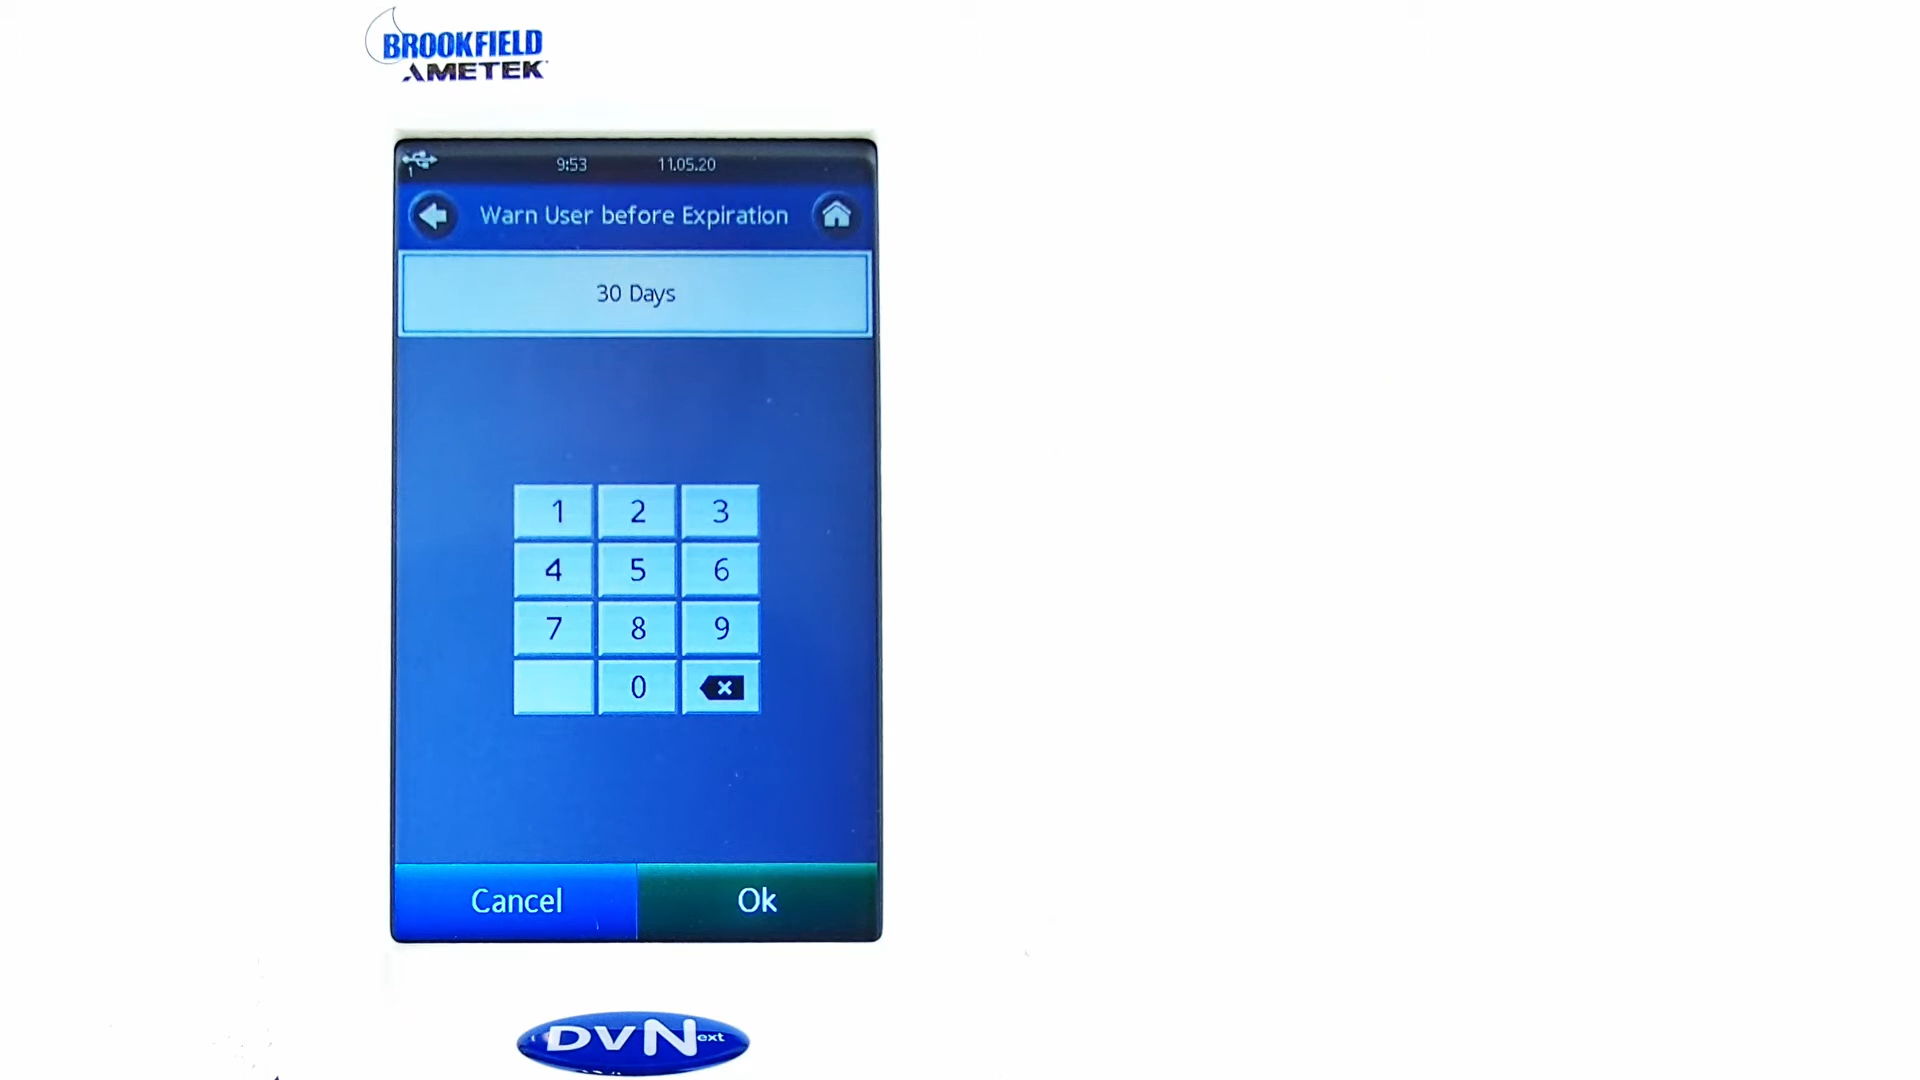 BROOKFIELD
AMETEK
9:53 11.05.20
1
Warn User before Expiration
30 Days
1 2 3
4 5 6
7 8 9
0
Cancel Ok
DVNext